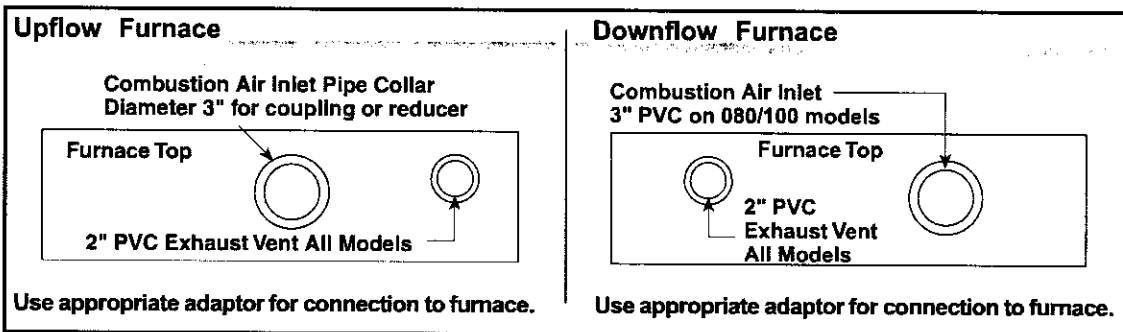 Upflow Furnace
Combustion Air Inlet Pipe Collar
Diameter 3" for coupling or reducer
Furnace Top
2" PVC Exhaust Vent All Models
Use appropriate adaptor for connection to furnace.
Downflow Furnace
Combustion Air Inlet
3" PVC on 080/100 models
Furnace Top
2" PVC
Exhaust Vent
All Models
Use appropriate adaptor for connection to furnace.